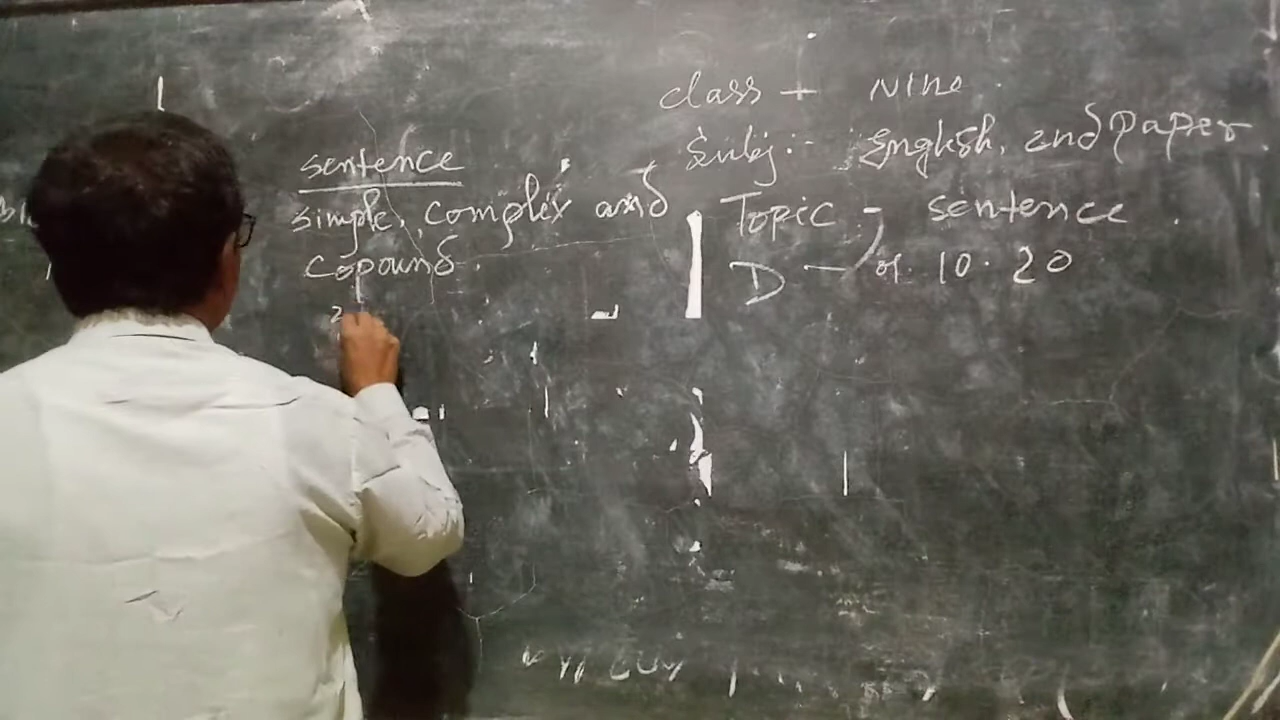 class - Nine
Subj:- English, 2nd Paper
Topic - sentence
D - 01.10.20
sentence
simple, complex and
Copound.